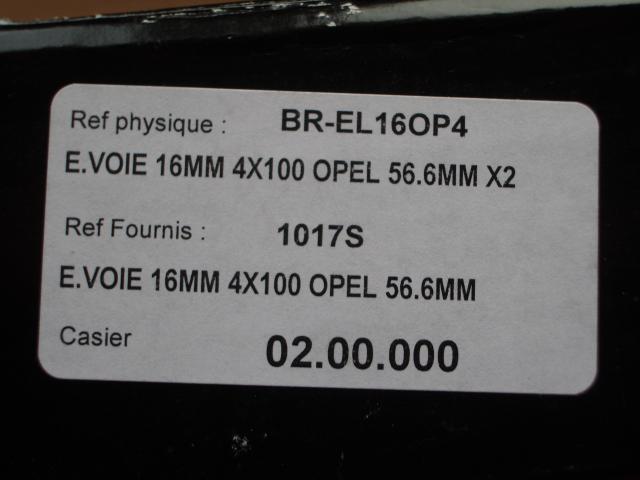 Ref physique : BR-EL16OP4
E.VOIE 16MM 4X100 OPEL 56.6MM X2
Ref Fournis : 1017S
E.VOIE 16MM 4X100 OPEL 56.6MM
Casier 02.00.000